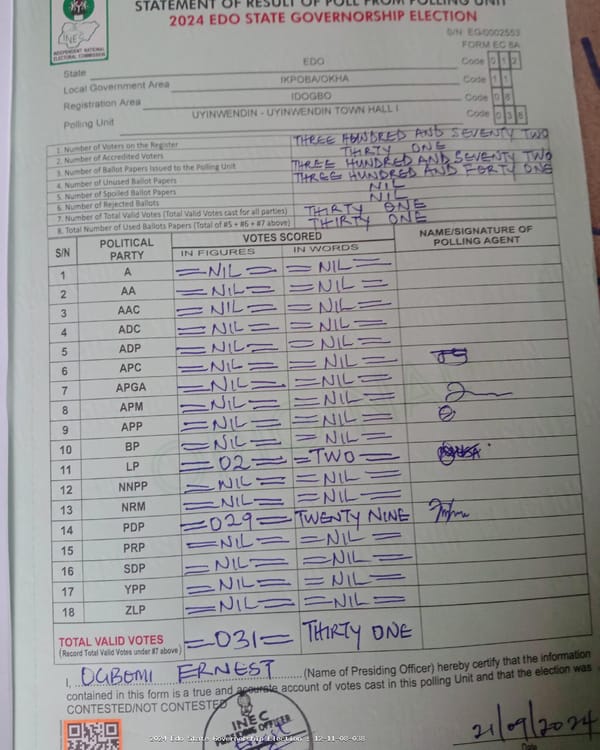 STATEMENT OF RESULT OF POLL FROM POLLING UNIT
2024 EDO STATE GOVERNORSHIP ELECTION
INEC
INDEPENDENT NATIONAL
ELECTORAL COMMISSION
S/N EG/0002553
FORM EC 8A
State EDO Code 0 1 2
Local Government Area IKPOBA/OKHA Code 1 1
Registration Area IDOGBO Code 0 8
Polling Unit UYINWENDIN - UYINWENDIN TOWN HALL I Code 0 3 8
1. Number of Voters on the Register THREE HUNDRED AND SEVENTY TWO
2. Number of Accredited Voters THIRTY ONE
3. Number of Ballot Papers Issued to the Polling Unit THREE HUNDRED AND SEVENTY TWO
4. Number of Unused Ballot Papers THREE HUNDRED AND FORTY ONE
5. Number of Spoiled Ballot Papers NIL
6. Number of Rejected Ballots NIL
7. Number of Total Valid Votes (Total Valid Votes cast for all parties) THIRTY ONE
8. Total Number of Used Ballots Papers (Total of #5 + #6 + #7 above) THIRTY ONE
S/N POLITICAL PARTY VOTES SCORED NAME/SIGNATURE OF POLLING AGENT
IN FIGURES IN WORDS
1 A =NIL= =NIL=
2 AA =NIL= =NIL=
3 AAC =NIL= =NIL=
4 ADC =NIL= =NIL=
5 ADP =NIL= =NIL=
6 APC =NIL= =NIL=
7 APGA =NIL= =NIL=
8 APM =NIL= =NIL=
9 APP =NIL= =NIL=
10 BP =NIL= =NIL=
11 LP =02= =TWO=
12 NNPP =NIL= =NIL=
13 NRM =NIL= =NIL=
14 PDP =029= TWENTY NINE
15 PRP =NIL= =NIL=
16 SDP =NIL= =NIL=
17 YPP =NIL= =NIL=
18 ZLP =NIL= =NIL=
TOTAL VALID VOTES =031= THIRTY ONE
(Record Total Valid Votes under #7 above)
I, OGBOMI ERNEST (Name of Presiding Officer) hereby certify that the information
contained in this form is a true and accurate account of votes cast in this polling Unit and that the election was
CONTESTED/NOT CONTESTED
INEC
21/09/2024
2024 Edo State Governorship Election : 12-11-08-038
Date